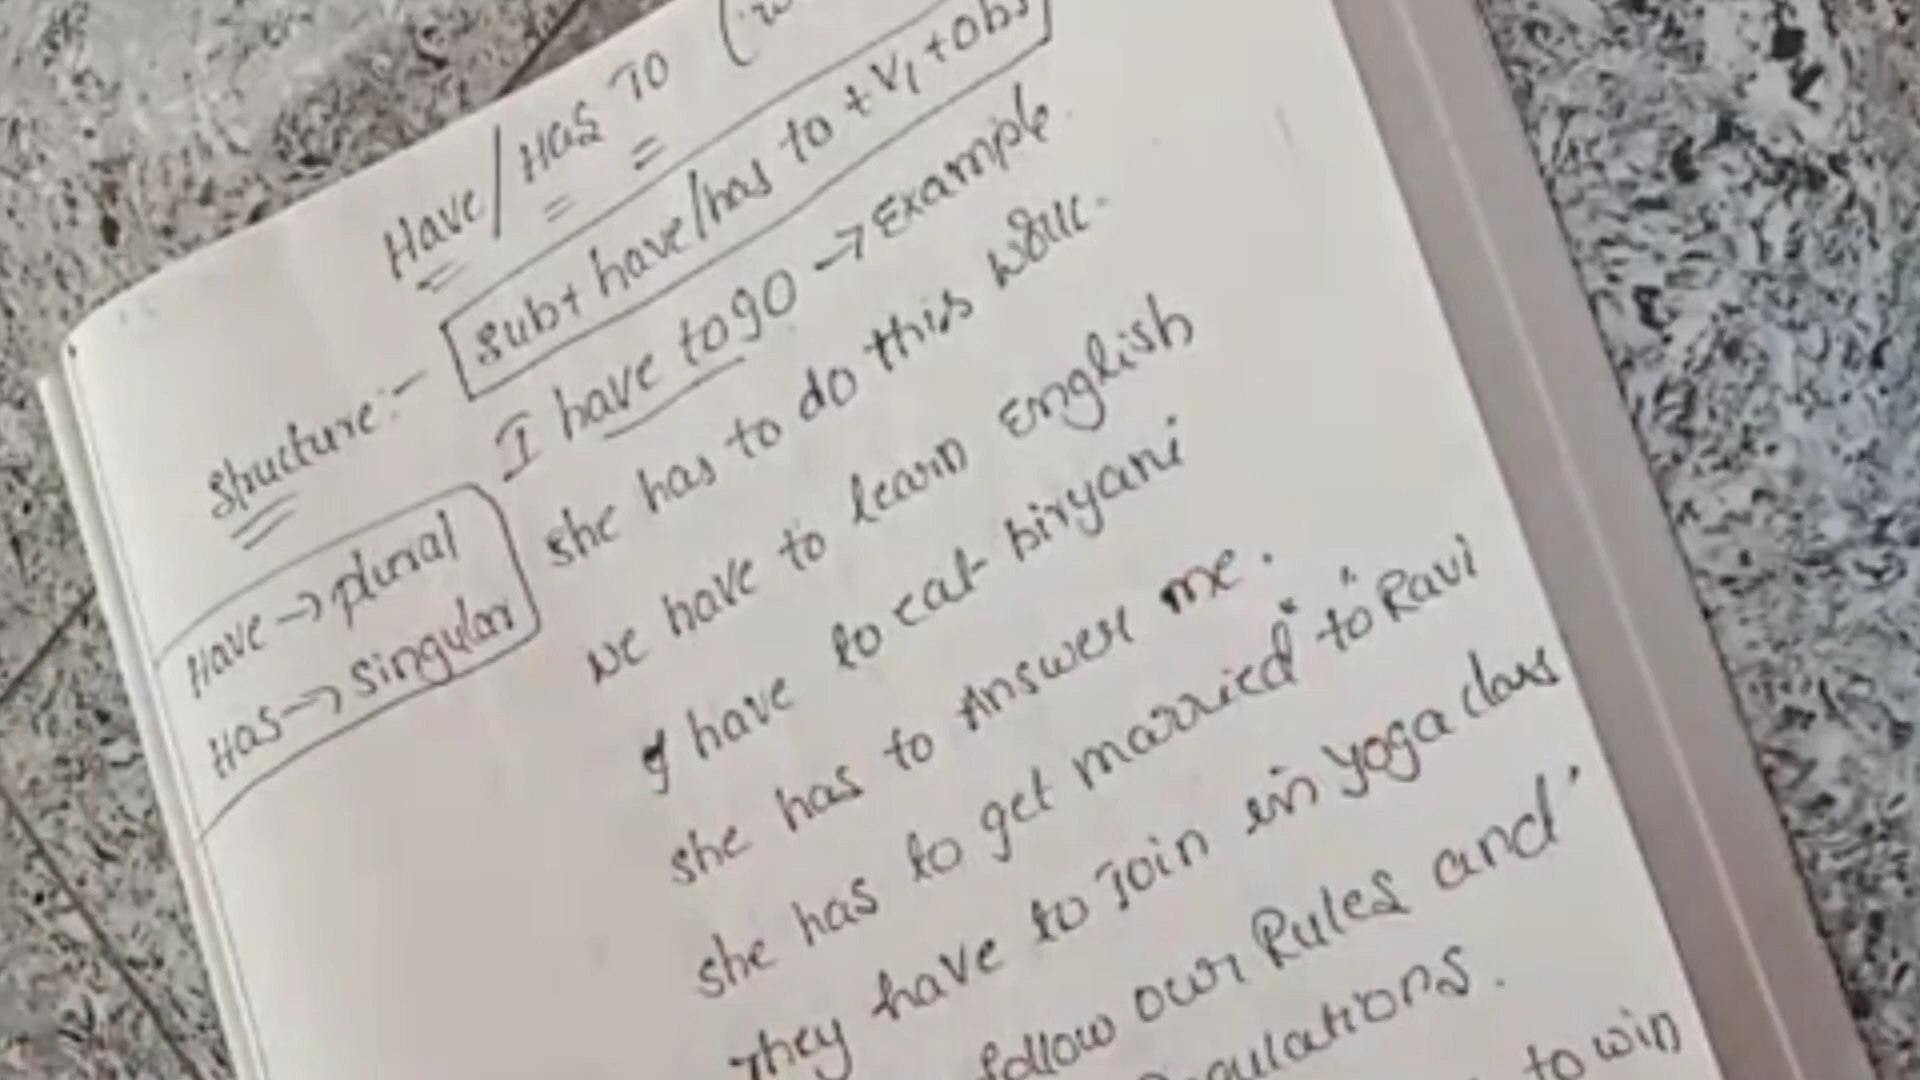 Have/Has To (
Structure:- Sub+ have/has to + V1 + obj
I have to go → Example.
She has to do this work.
Have → plural
Has → Singular
We have to learn English
I have to eat biryani
She has to Answer me.
She has to get married "to" Ravi
They have to Join in yoga class
follow our Rules and
to win